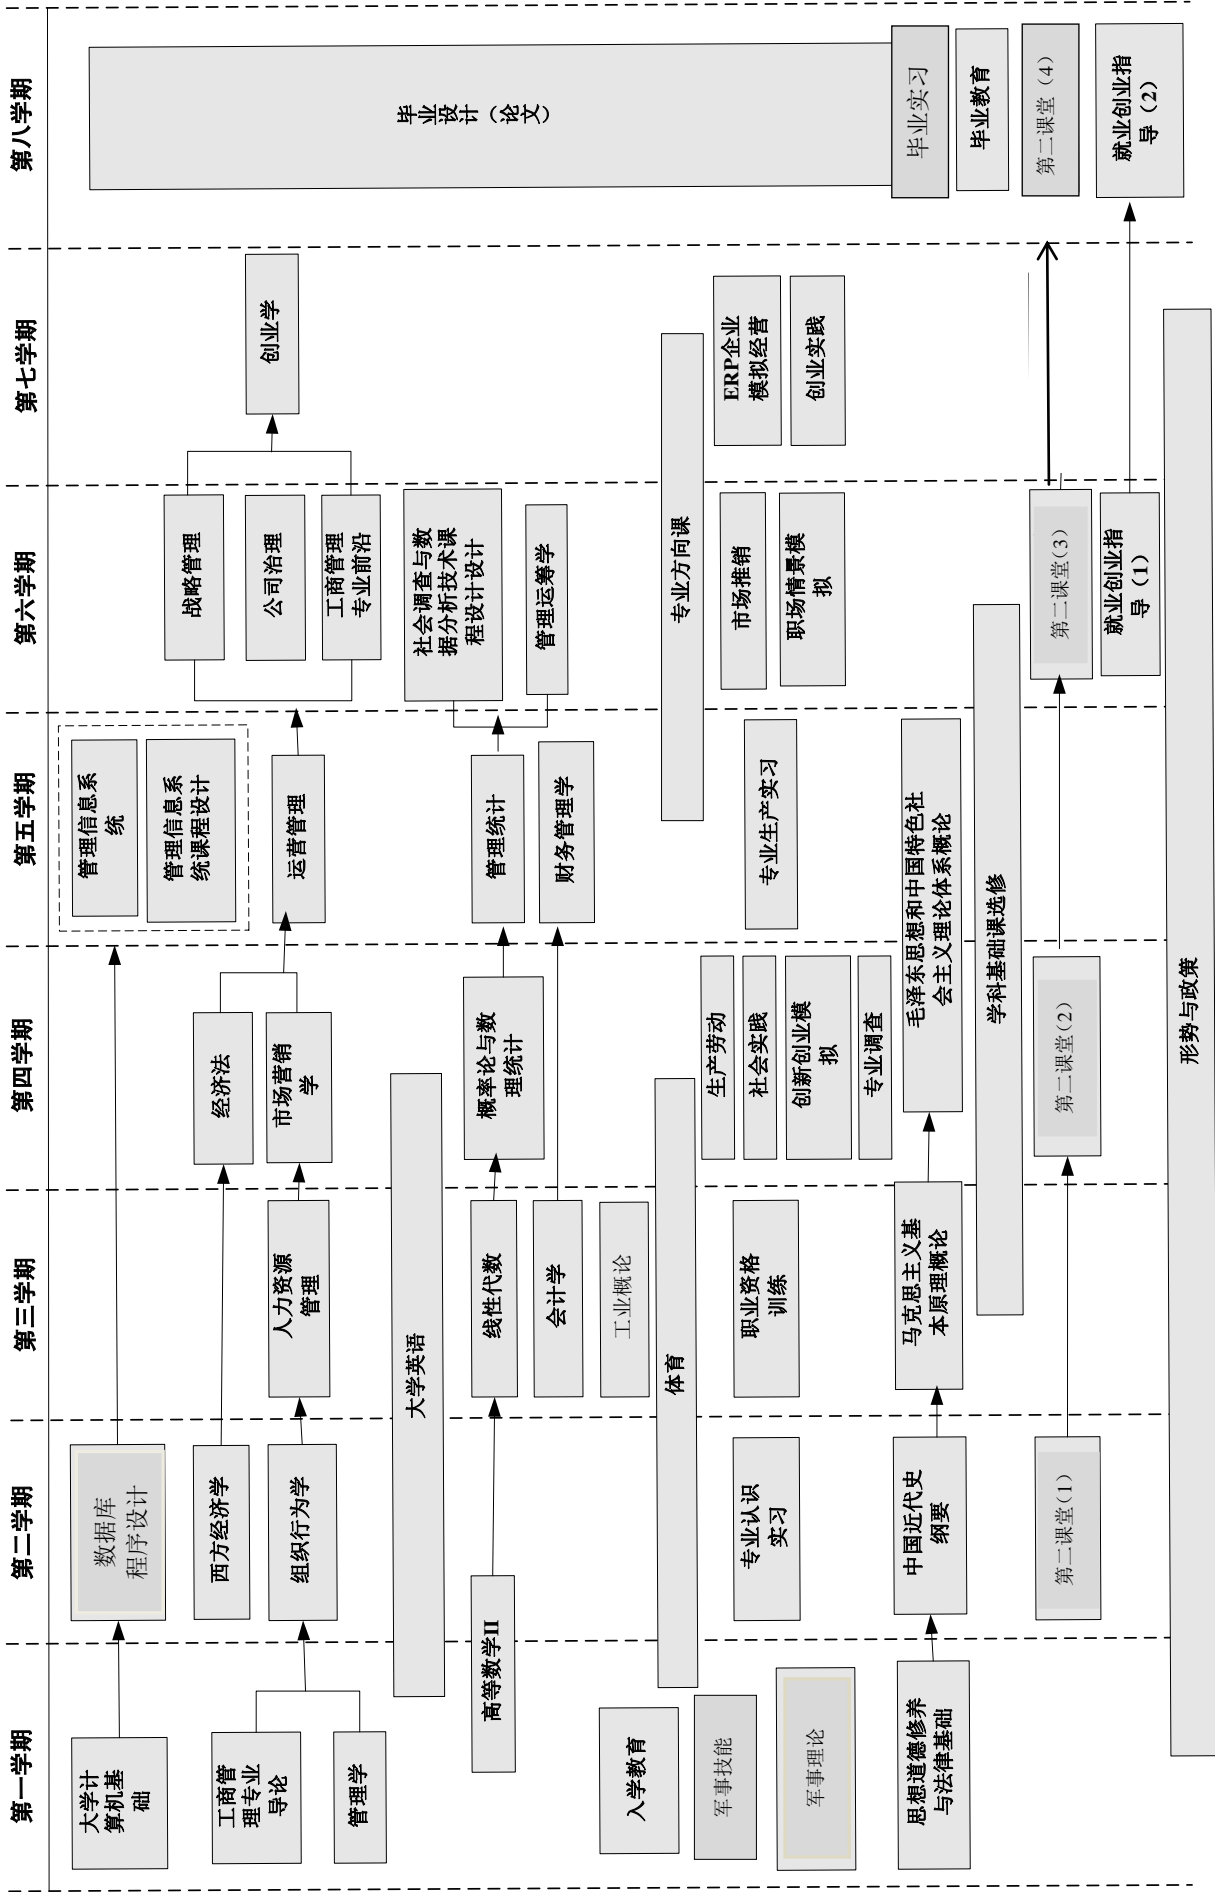 第一学期
大学计
算机基
础
工商管
理专业
导论
管理学
高等数学II
入学教育
军事技能
军事理论
思想道德修养
与法律基础
第二学期
数据库
程序设计
西方经济学
组织行为学
大学英语
体育
专业认识
实习
中国近代史
纲要
第二课堂(1)
第三学期
人力资源
管理
线性代数
会计学
工业概论
职业资格
训练
马克思主义基
本原理概论
第四学期
经济法
市场营销
学
概率论与数
理统计
生产劳动
社会实践
创新创业模
拟
专业调查
毛泽东思想和中国特色社
会主义理论体系概论
学科基础课选修
第二课堂(2)
形势与政策
第五学期
管理信息系
统
管理信息系
统课程设计
运营管理
管理统计
财务管理学
专业生产实习
第六学期
战略管理
公司治理
工商管理
专业前沿
社会调查与数
据分析技术课
程设计设计
管理运筹学
专业方向课
市场推销
职场情景模
拟
第二课堂(3)
就业创业指
导（1）
第七学期
创业学
ERP企业
模拟经营
创业实践
第八学期
毕业设计（论文）
毕业实习
毕业教育
第二课堂（4）
就业创业指
导（2）